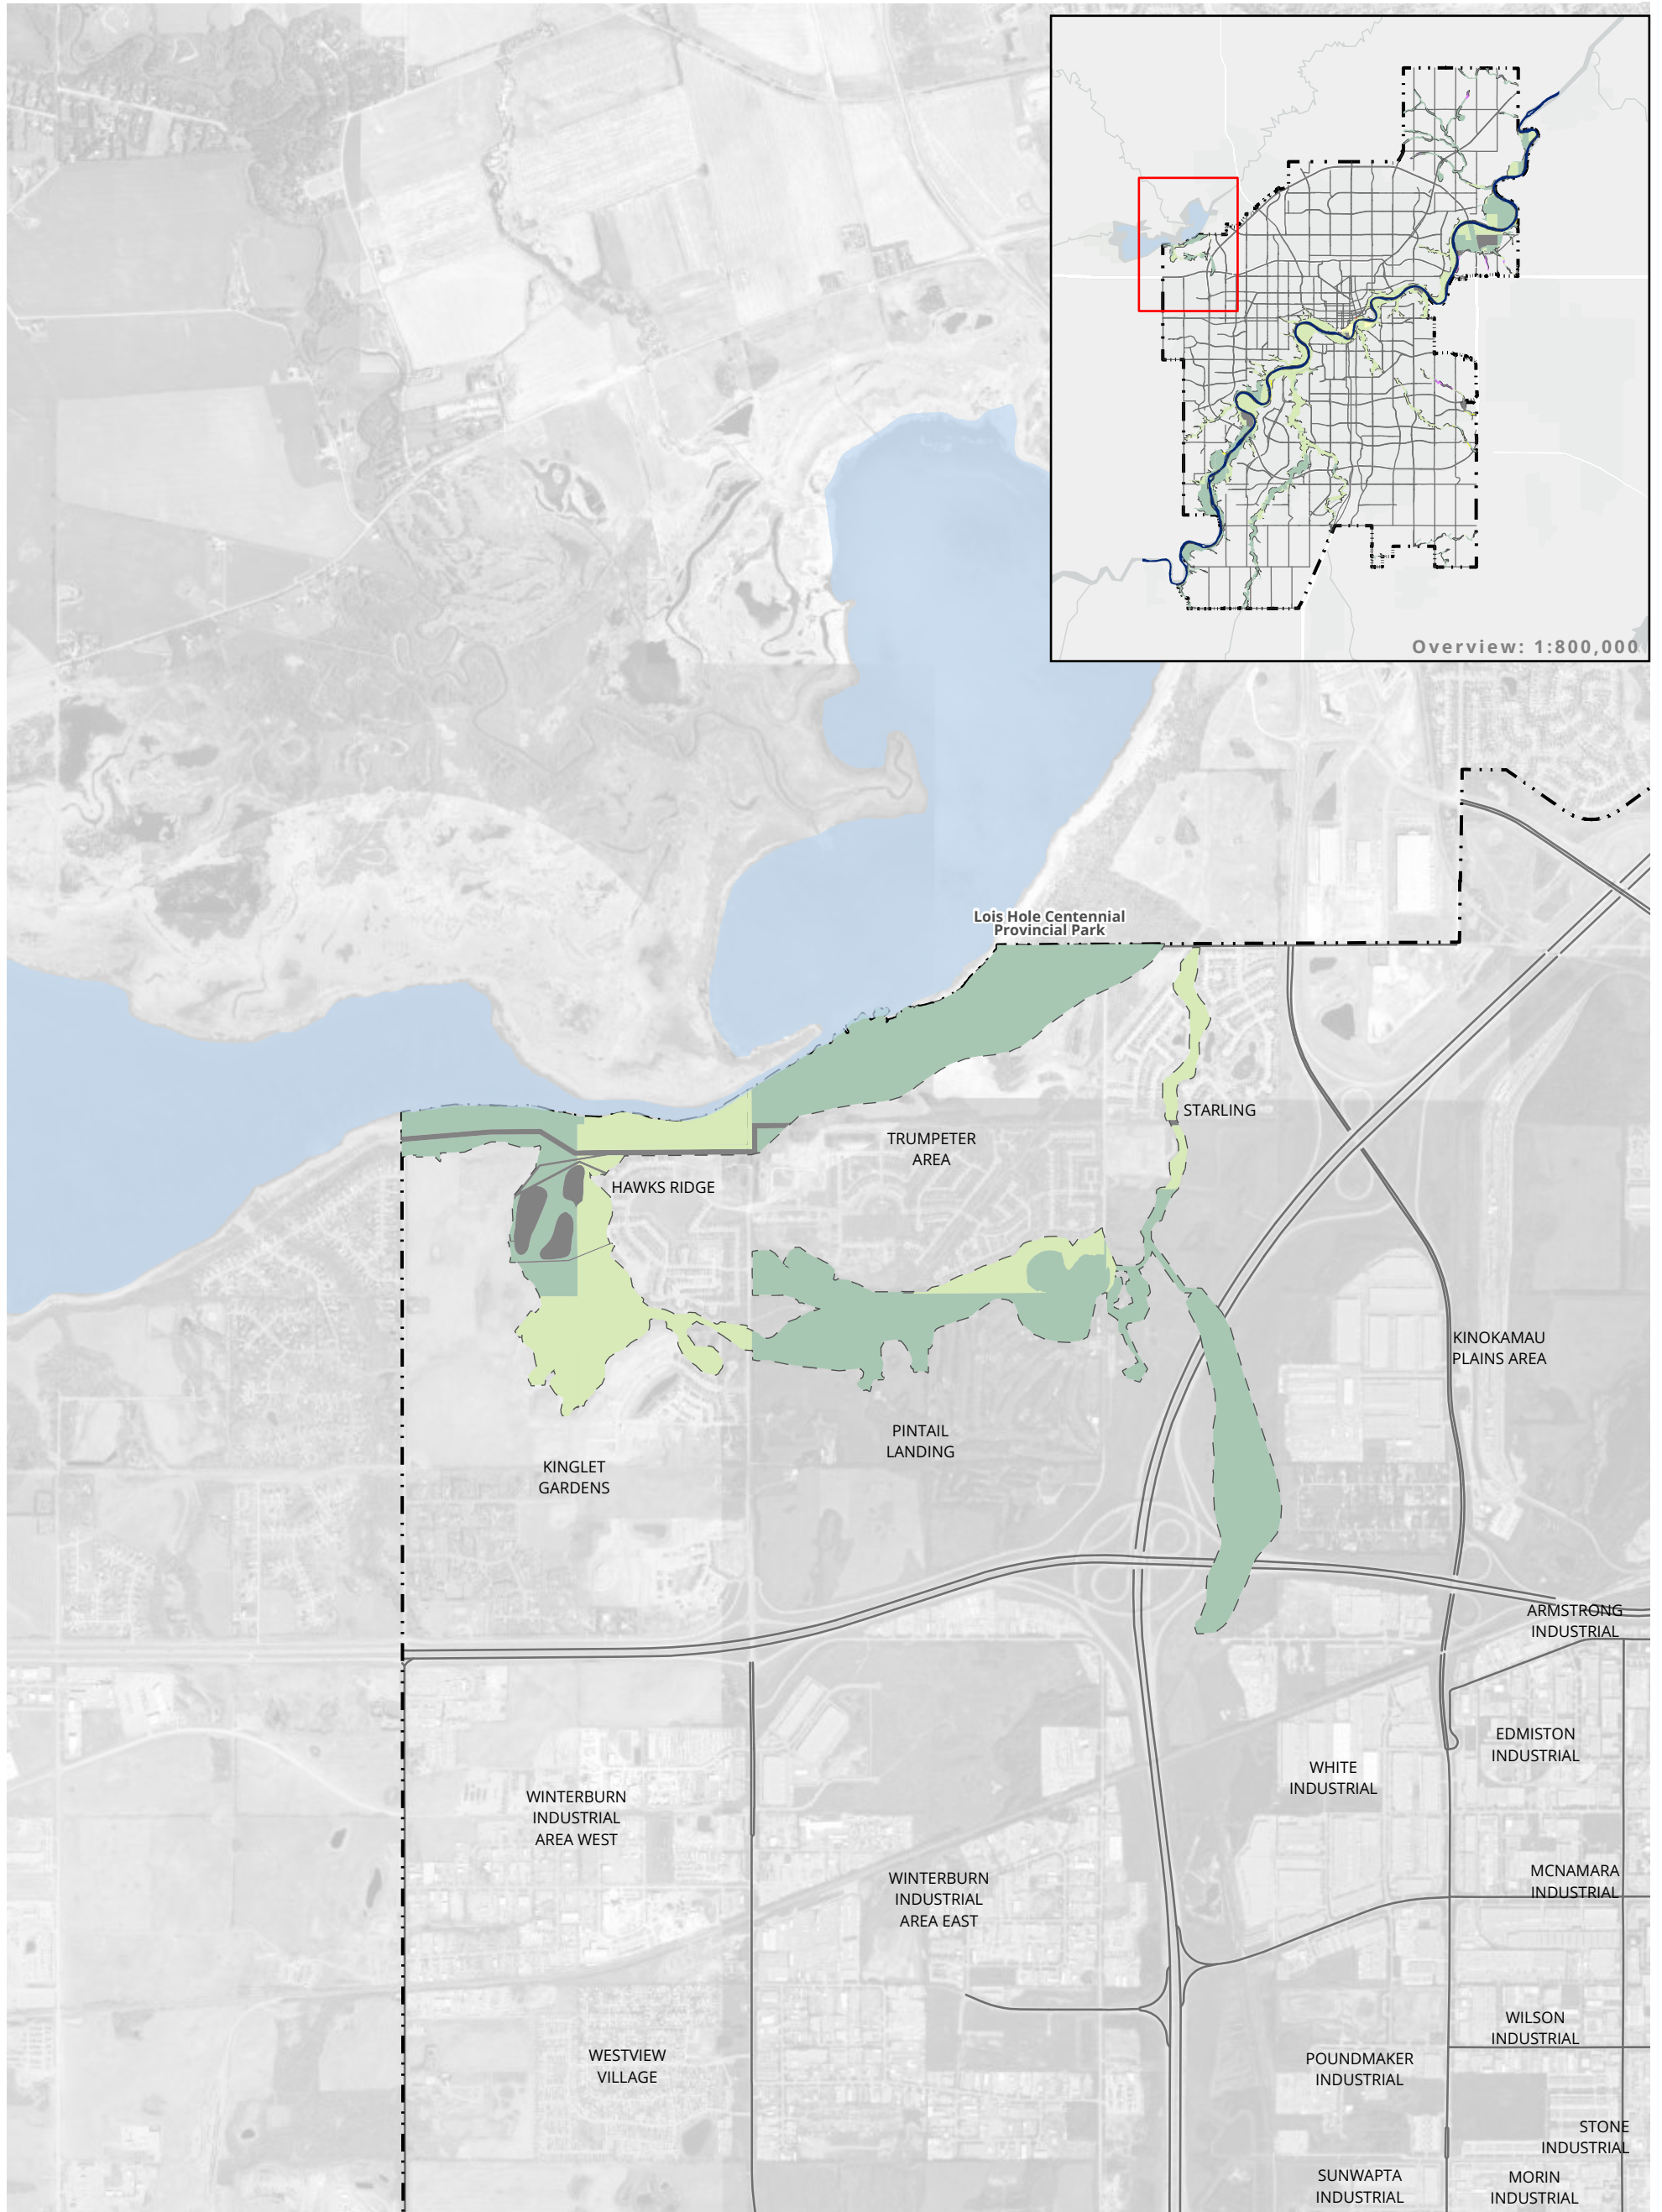 Overview: 1:800,000
Lois Hole Centennial
Provincial Park
STARLING
TRUMPETER
AREA
HAWKS RIDGE
KINOKAMAU
PLAINS AREA
PINTAIL
LANDING
KINGLET
GARDENS
ARMSTRONG
INDUSTRIAL
EDMISTON
INDUSTRIAL
WHITE
INDUSTRIAL
WINTERBURN
INDUSTRIAL
AREA WEST
MCNAMARA
INDUSTRIAL
WINTERBURN
INDUSTRIAL
AREA EAST
WILSON
INDUSTRIAL
WESTVIEW
VILLAGE
POUNDMAKER
INDUSTRIAL
STONE
INDUSTRIAL
SUNWAPTA
INDUSTRIAL
MORIN
INDUSTRIAL